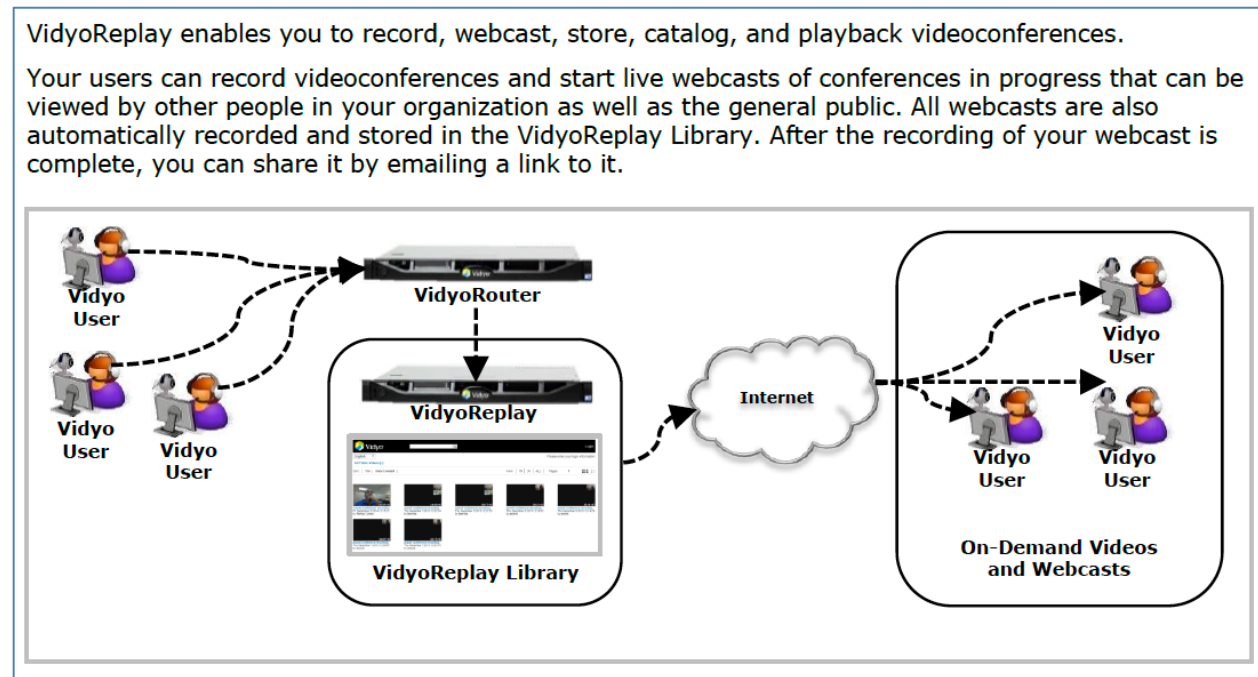 VidyoReplay enables you to record, webcast, store, catalog, and playback videoconferences.
Your users can record videoconferences and start live webcasts of conferences in progress that can be
viewed by other people in your organization as well as the general public. All webcasts are also
automatically recorded and stored in the VidyoReplay Library. After the recording of your webcast is
complete, you can share it by emailing a link to it.
Vidyo
User
Vidyo
User
Vidyo
User
Vidyo
VidyoRouter
Vidyo
VidyoReplay
Vidyo
VidyoReplay Library
Internet
Vidyo
User
Vidyo
User
Vidyo
User
On-Demand Videos
and Webcasts